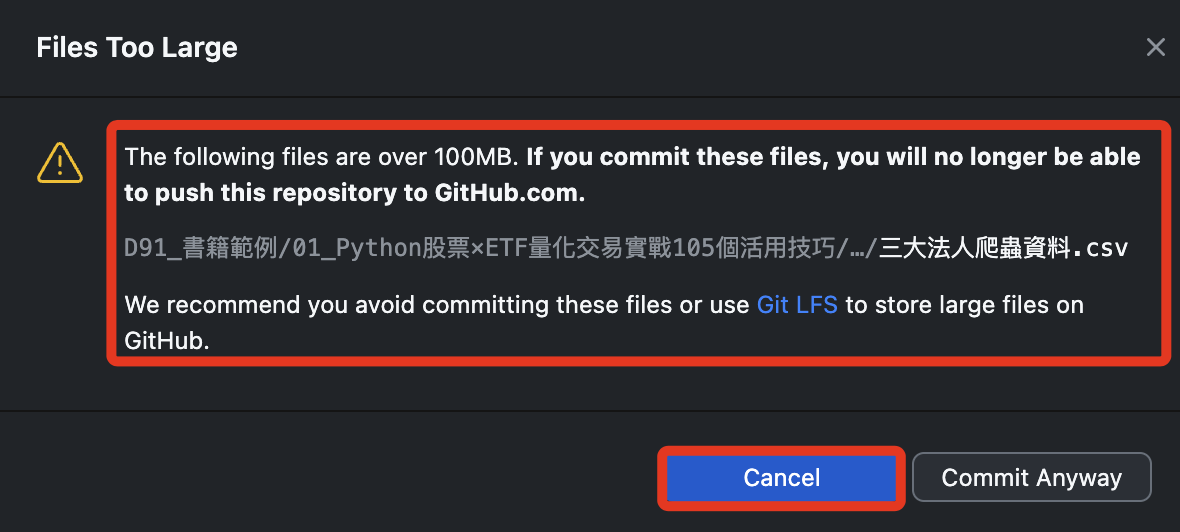 Files Too Large
The following files are over 100MB. If you commit these files, you will no longer be able
to push this repository to GitHub.com.
D91_書籍範例/01_Python股票×ETF量化交易實戰105個活用技巧/…/三大法人爬蟲資料.csv
We recommend you avoid committing these files or use Git LFS to store large files on
GitHub.
Cancel
Commit Anyway